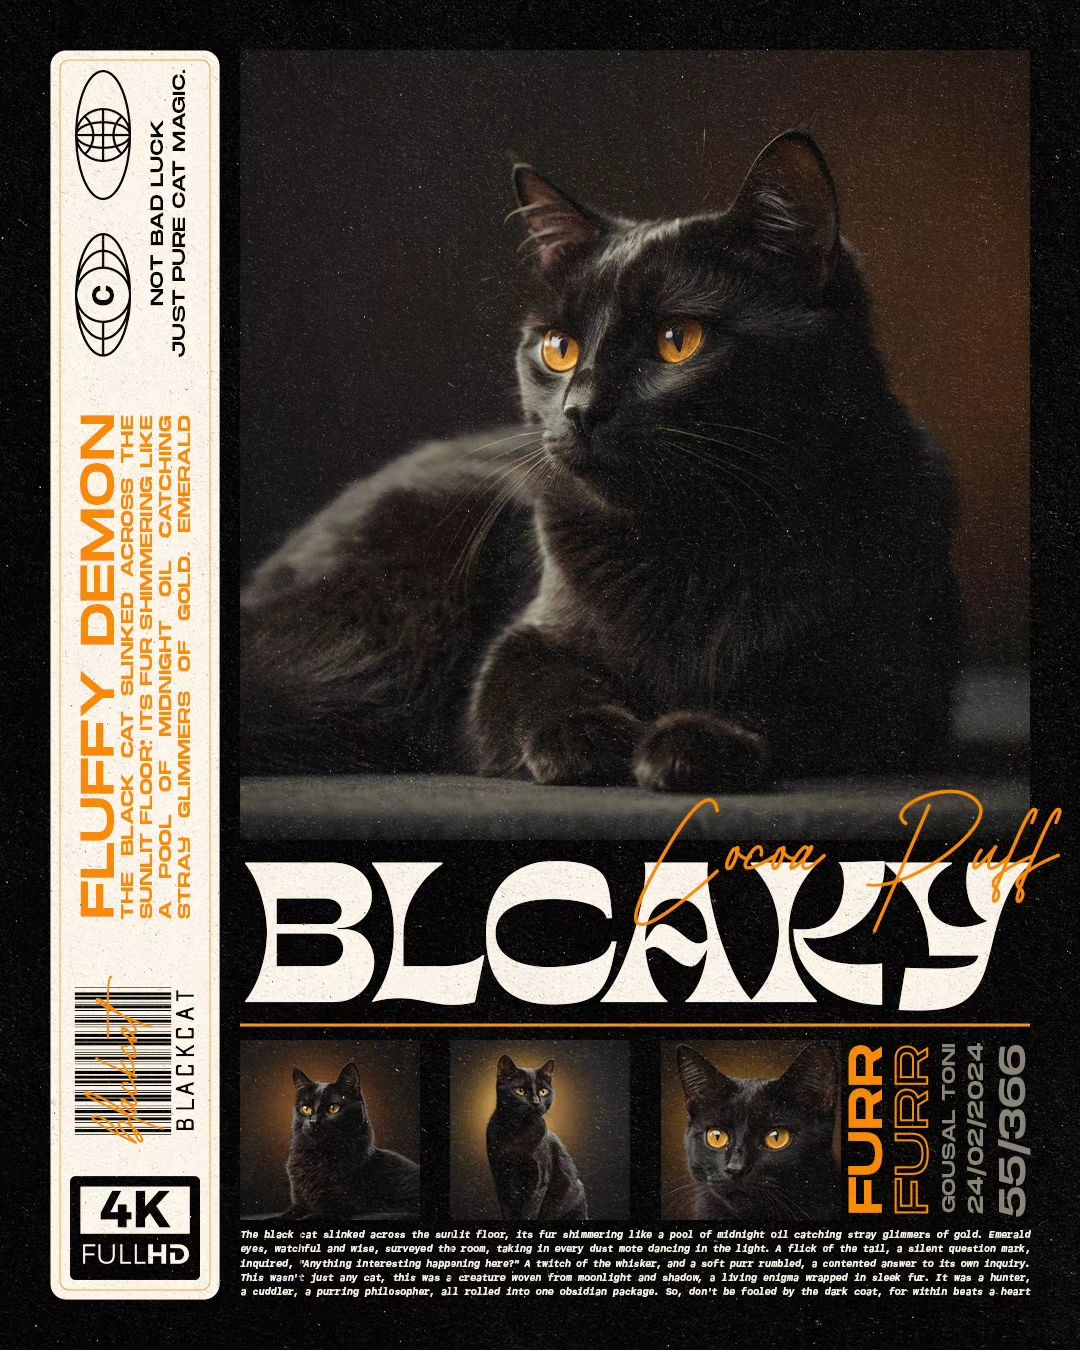 NOT BAD LUCK
JUST PURE CAT MAGIC.
C
FLUFFY DEMON
THE BLACK CAT SLINKED ACROSS THE
SUNLIT FLOOR, ITS FUR SHIMMERING LIKE
A POOL OF MIDNIGHT OIL CATCHING
STRAY GLIMMERS OF GOLD. EMERALD
blackcat
BLACKCAT
4K
FULLHD
Cocoa Puff
BLCAKY
FURR
FURR
GOUSAL TONI
24/02/2024
55/366
The black cat slinked across the sunlit floor, its fur shimmering like a pool of midnight oil catching stray glimmers of gold. Emerald
eyes, watchful and wise, surveyed the room, taking in every dust mote dancing in the light. A flick of the tail, a silent question mark,
inquired, "Anything interesting happening here?" A twitch of the whisker, and a soft purr rumbled, a contented answer to its own inquiry.
This wasn't just any cat, this was a creature woven from moonlight and shadow, a living enigma wrapped in sleek fur. It was a hunter,
a cuddler, a purring philosopher, all rolled into one obsidian package. So, don't be fooled by the dark coat, for within beats a heart